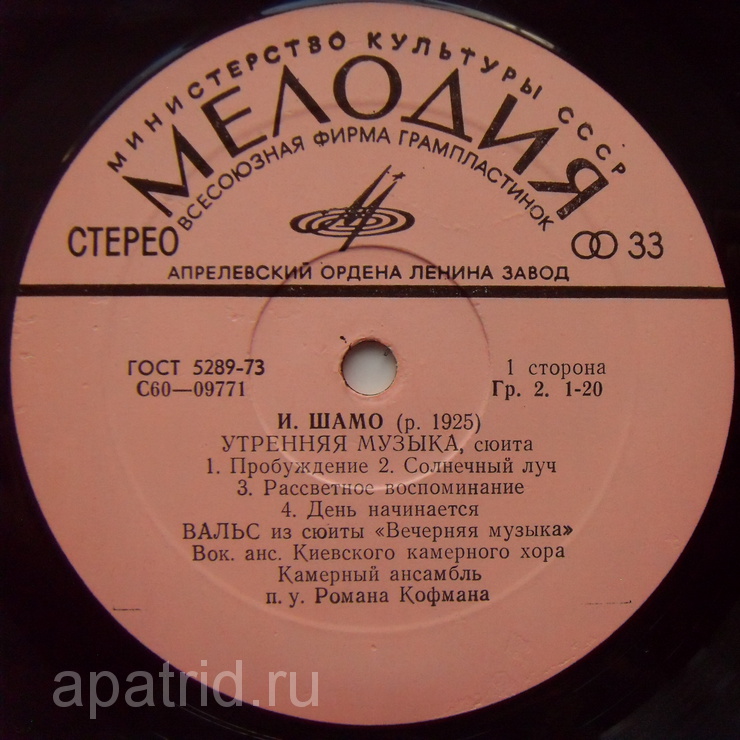 МИНИСТЕРСТВО КУЛЬТУРЫ СССР
МЕЛОДИЯ
ВСЕСОЮЗНАЯ ФИРМА ГРАМПЛАСТИНОК
СТЕРЕО 33
АПРЕЛЕВСКИЙ ОРДЕНА ЛЕНИНА ЗАВОД
ГОСТ 5289-73 1 сторона
С60—09771 Гр. 2. 1-20
И. ШАМО (р. 1925)
УТРЕННЯЯ МУЗЫКА, сюита
1. Пробуждение 2. Солнечный луч
3. Рассветное воспоминание
4. День начинается
ВАЛЬС из сюиты «Вечерняя музыка»
Вок. анс. Киевского камерного хора
Камерный ансамбль
п. у. Романа Кофмана
apatrid.ru